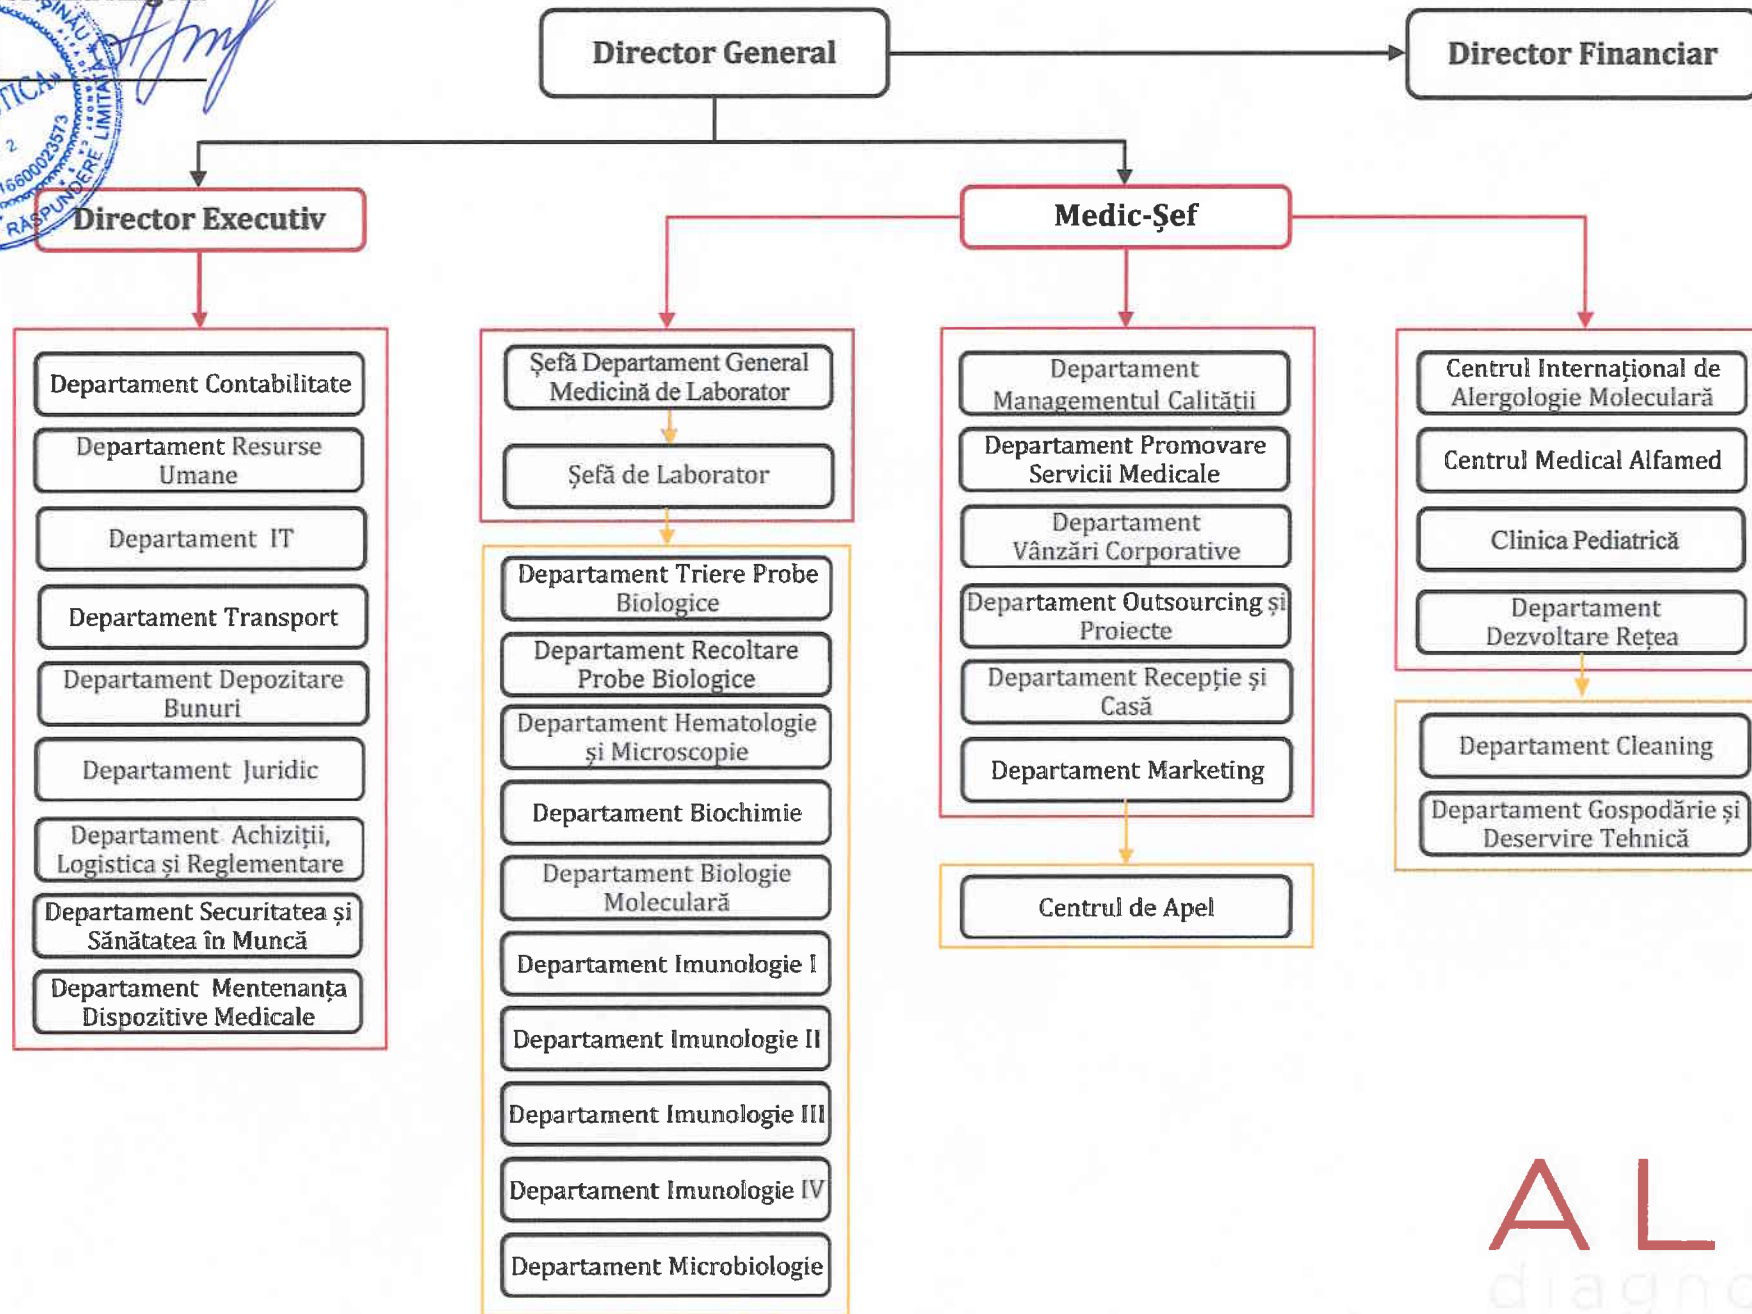 Director General
Director Financiar
Director Executiv
Medic-Șef
Departament Contabilitate
Departament Resurse
Umane
Departament IT
Departament Transport
Departament Depozitare
Bunuri
Departament Juridic
Departament Achiziții,
Logistica și Reglementare
Departament Securitatea și
Sănătatea în Muncă
Departament Mentenanța
Dispozitive Medicale
Șefă Departament General
Medicină de Laborator
Șefă de Laborator
Departament Triere Probe
Biologice
Departament Recoltare
Probe Biologice
Departament Hematologie
și Microscopie
Departament Biochimie
Departament Biologie
Moleculară
Departament Imunologie I
Departament Imunologie II
Departament Imunologie III
Departament Imunologie IV
Departament Microbiologie
Departament
Managementul Calității
Departament Promovare
Servicii Medicale
Departament
Vânzări Corporative
Departament Outsourcing și
Proiecte
Departament Recepție și
Casă
Departament Marketing
Centrul de Apel
Centrul Internațional de
Alergologie Moleculară
Centrul Medical Alfamed
Clinica Pediatrică
Departament
Dezvoltare Rețea
Departament Cleaning
Departament Gospodărie și
Deservire Tehnică
RĂSPUNDERE LIMITATĂ
AL
diagno